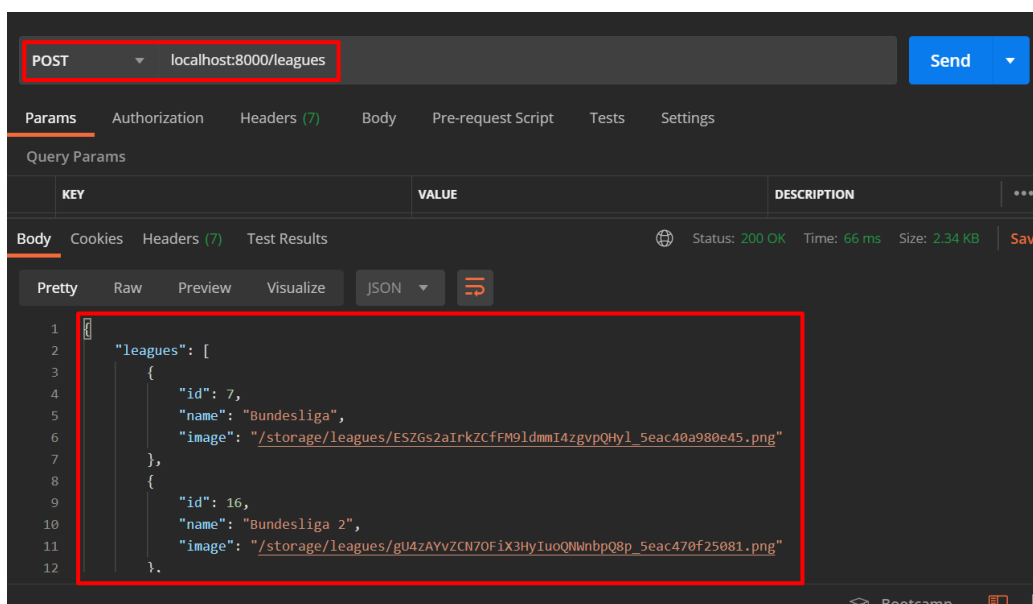 POST localhost:8000/leagues Send
Params Authorization Headers (7) Body Pre-request Script Tests Settings
Query Params
KEY VALUE DESCRIPTION •••
Body Cookies Headers (7) Test Results Status: 200 OK Time: 66 ms Size: 2.34 KB Sav
Pretty Raw Preview Visualize JSON
1 {
2 "leagues": [
3 {
4 "id": 7,
5 "name": "Bundesliga",
6 "image": "/storage/leagues/ESZGs2aIrkZCfFM9ldmmI4zgvpQHyl_5eac40a980e45.png"
7 },
8 {
9 "id": 16,
10 "name": "Bundesliga 2",
11 "image": "/storage/leagues/gU4zAYvZCN7OFiX3HyIuoQNWnbpQ8p_5eac470f25081.png"
12 },
Bootcamp